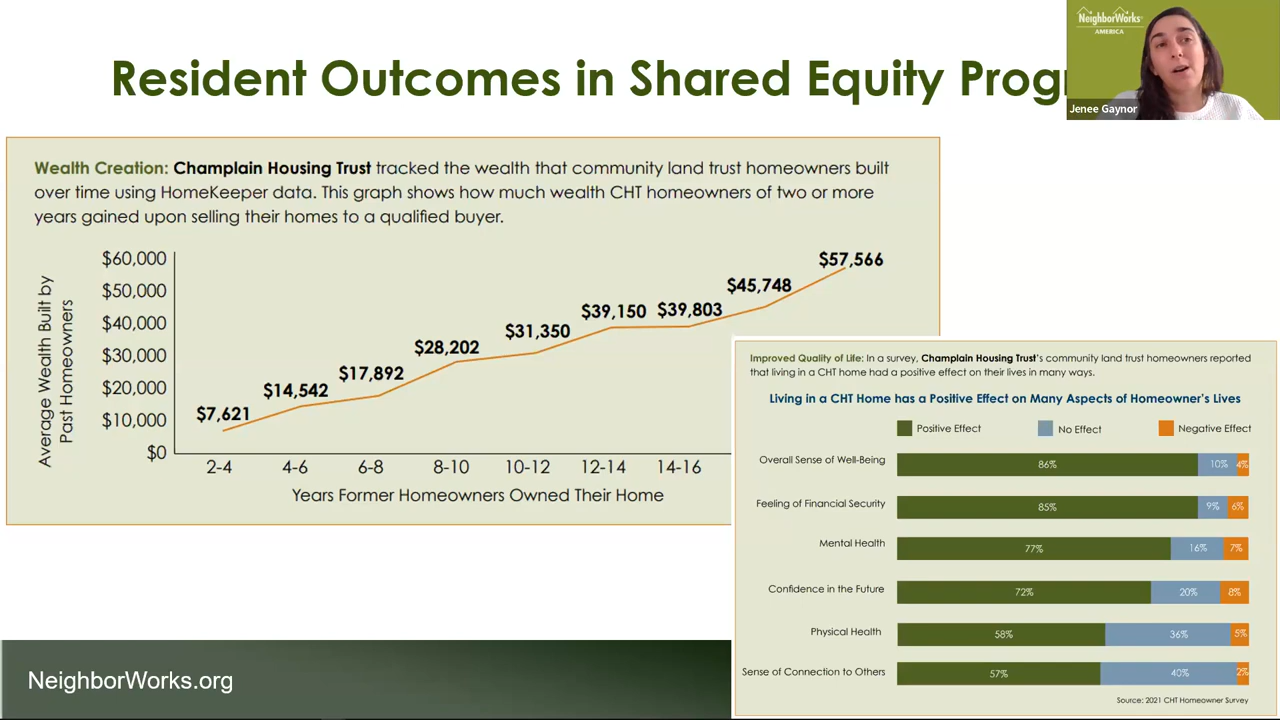 Resident Outcomes in Shared Equity
NeighborWorks
AMERICA
Jenee Gaynor
Wealth Creation: Champlain Housing Trust tracked the wealth that community land trust homeowners built
over time using HomeKeeper data. This graph shows how much wealth CHT homeowners of two or more
years gained upon selling their homes to a qualified buyer.
Average Wealth Built by
Past Homeowners
$60,000
$50,000
$40,000
$30,000
$20,000
$10,000
$0
$7,621
$14,542
$17,892
$28,202
$31,350
$39,150
$39,803
$45,748
$57,566
2-4 4-6 6-8 8-10 10-12 12-14 14-16
Years Former Homeowners Owned Their Home
Improved Quality of Life: In a survey, Champlain Housing Trust's community land trust homeowners reported
that living in a CHT home had a positive effect on their lives in many ways.
Living in a CHT Home has a Positive Effect on Many Aspects of Homeowner's Lives
Positive Effect No Effect Negative Effect
Overall Sense of Well-Being 86% 10% 4%
Feeling of Financial Security 85% 9% 6%
Mental Health 77% 16% 7%
Confidence in the Future 72% 20% 8%
Physical Health 58% 36% 5%
Sense of Connection to Others 57% 40% 2%
Source: 2021 CHT Homeowner Survey
NeighborWorks.org